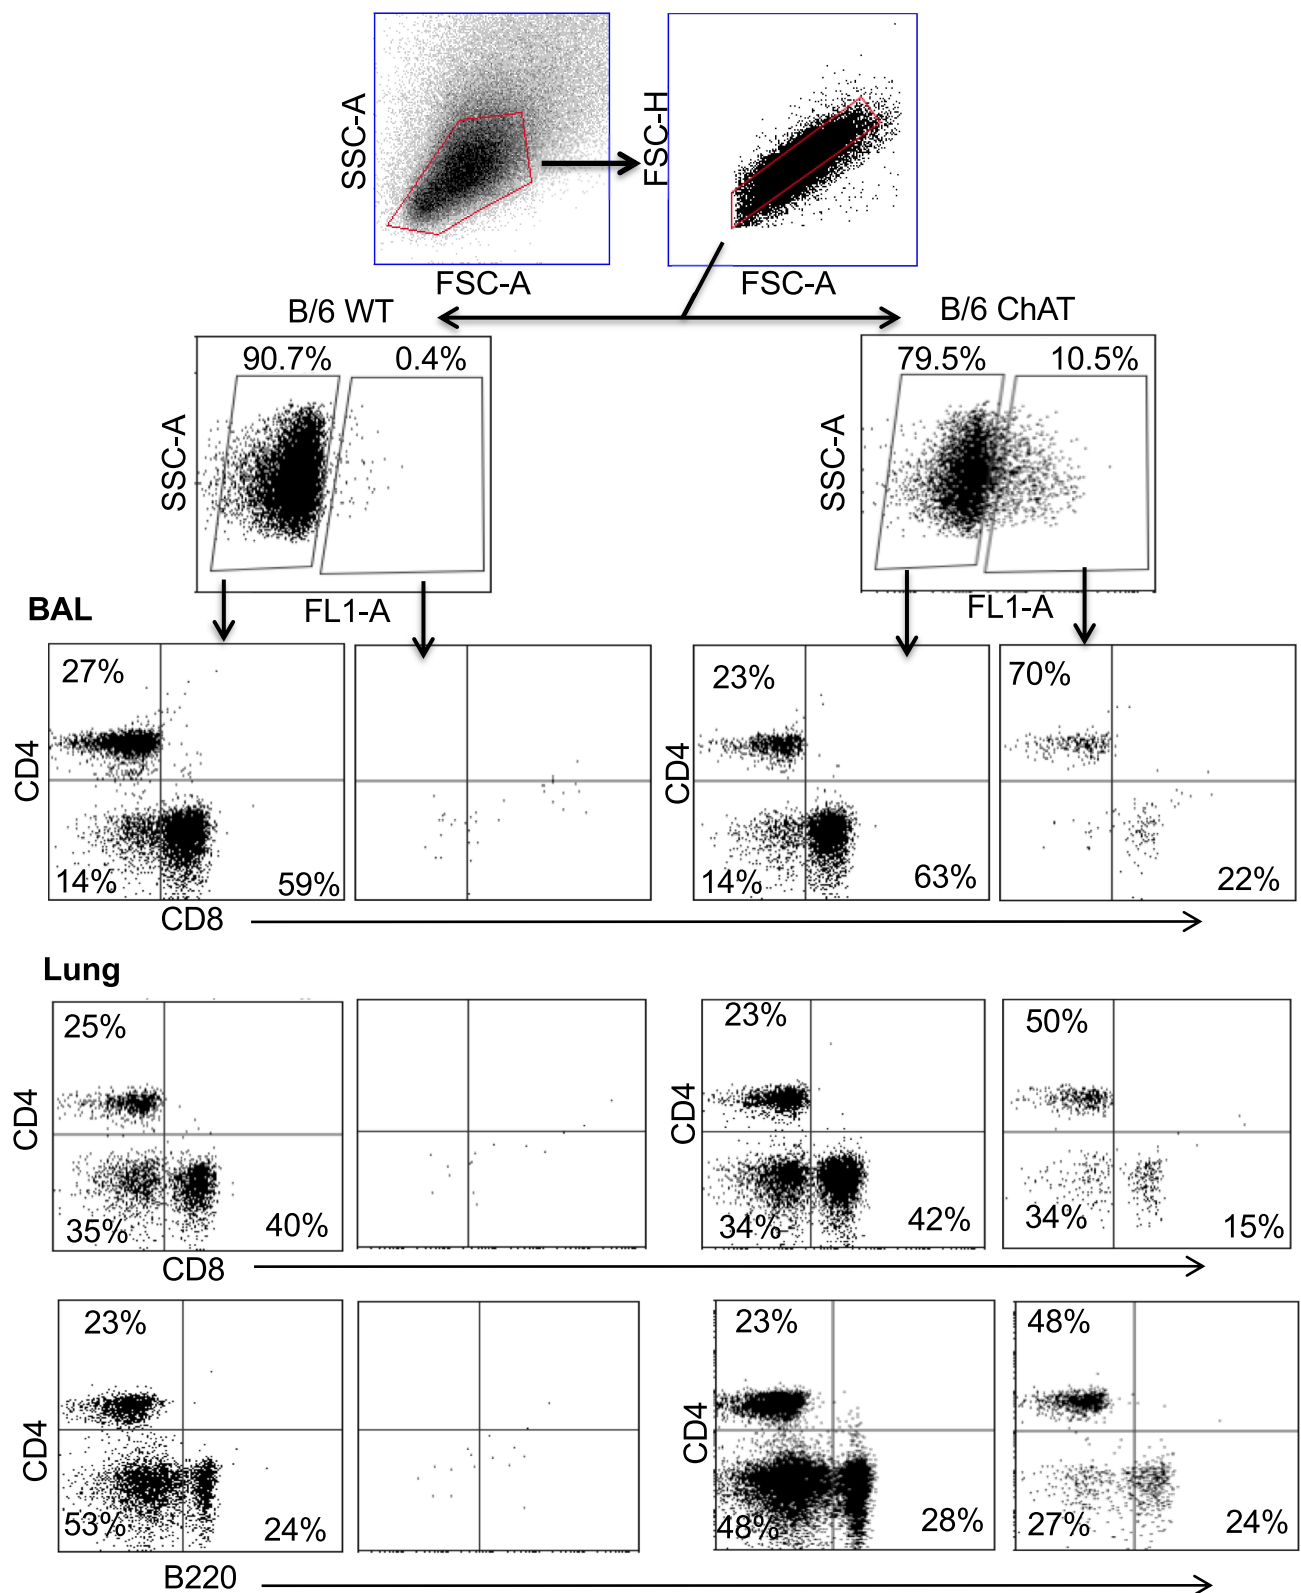 SSC-A
FSC-H
FSC-A
FSC-A
B/6 WT
B/6 ChAT
90.7%
0.4%
79.5%
10.5%
SSC-A
SSC-A
FL1-A
FL1-A
BAL
27%
23%
70%
CD4
CD4
14%
59%
14%
63%
22%
CD8
Lung
25%
23%
50%
CD4
CD4
35%
40%
34%
42%
34%
15%
CD8
23%
23%
48%
CD4
CD4
53%
24%
48%
28%
27%
24%
B220